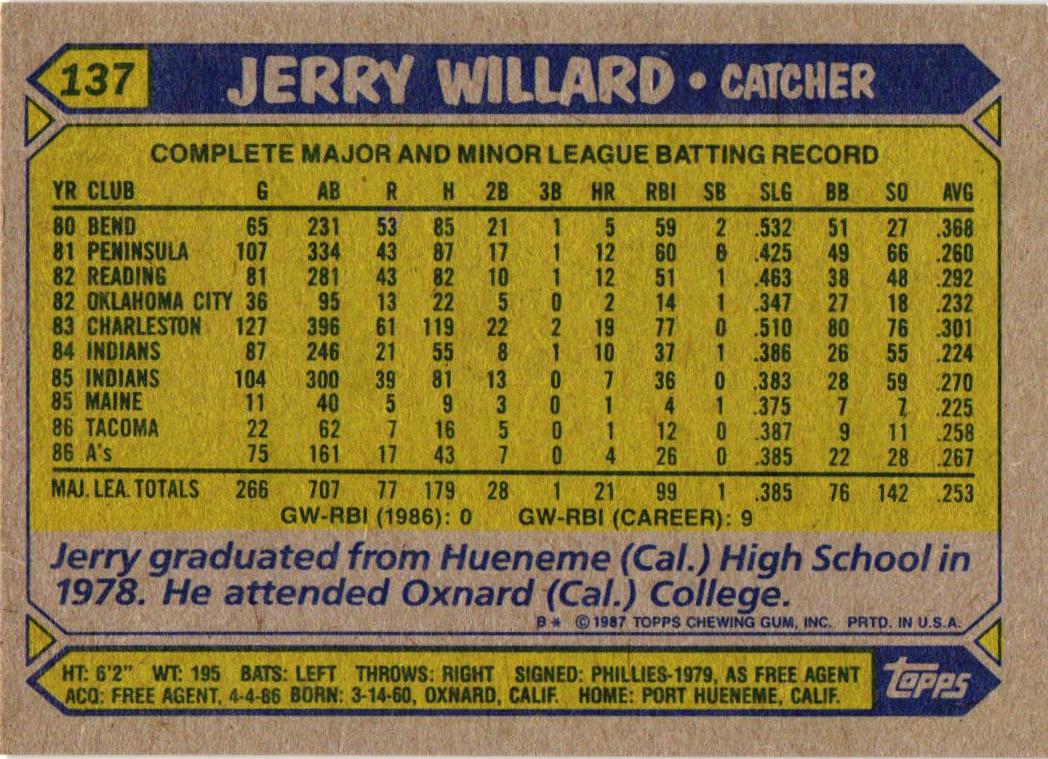 137 JERRY WILLARD • CATCHER
COMPLETE MAJOR AND MINOR LEAGUE BATTING RECORD
YR CLUB G AB R H 2B 3B HR RBI SB SLG BB SO AVG
80 BEND 65 231 53 85 21 1 5 59 2 .532 51 27 .368
81 PENINSULA 107 334 43 87 17 1 12 60 8 .425 49 66 .260
82 READING 81 281 43 82 10 1 12 51 1 .463 38 48 .292
82 OKLAHOMA CITY 36 95 13 22 5 0 2 14 1 .347 27 18 .232
83 CHARLESTON 127 396 61 119 22 2 19 77 0 .510 80 76 .301
84 INDIANS 87 246 21 55 8 1 10 37 1 .386 26 55 .224
85 INDIANS 104 300 39 81 13 0 7 36 0 .383 28 59 .270
85 MAINE 11 40 5 9 3 0 1 4 1 .375 7 7 .225
86 TACOMA 22 62 7 16 5 0 1 12 0 .387 9 11 .258
86 A's 75 161 17 43 7 0 4 26 0 .385 22 28 .267
MAJ. LEA. TOTALS 266 707 77 179 28 1 21 99 1 .385 76 142 .253
GW-RBI (1986): 0 GW-RBI (CAREER): 9
Jerry graduated from Hueneme (Cal.) High School in
1978. He attended Oxnard (Cal.) College.
B* © 1987 TOPPS CHEWING GUM, INC. PRTD. IN U.S.A.
HT: 6'2" WT: 195 BATS: LEFT THROWS: RIGHT SIGNED: PHILLIES-1979, AS FREE AGENT
ACQ: FREE AGENT, 4-4-86 BORN: 3-14-60, OXNARD, CALIF. HOME: PORT HUENEME, CALIF.
topps